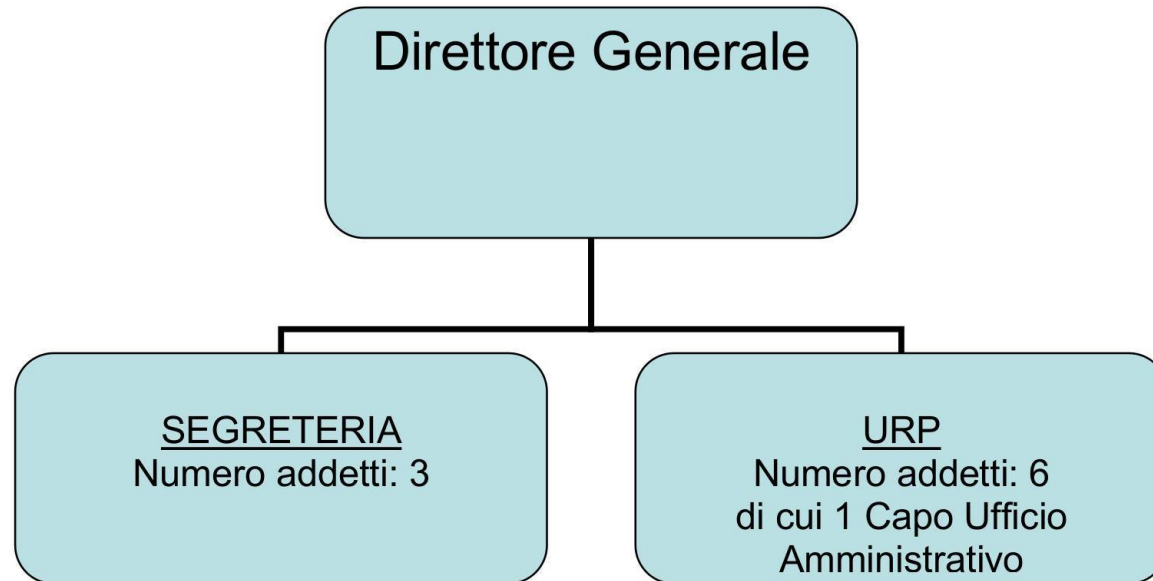 Direttore Generale
SEGRETERIA
Numero addetti: 3
URP
Numero addetti: 6
di cui 1 Capo Ufficio
Amministrativo